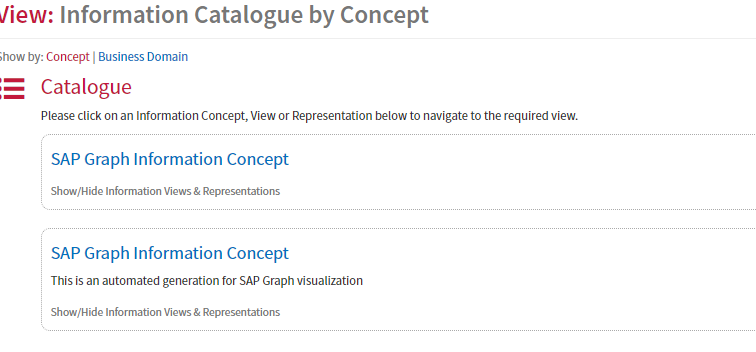 View: Information Catalogue by Concept
Show by: Concept | Business Domain
Catalogue
Please click on an Information Concept, View or Representation below to navigate to the required view.
SAP Graph Information Concept
Show/Hide Information Views & Representations
SAP Graph Information Concept
This is an automated generation for SAP Graph visualization
Show/Hide Information Views & Representations